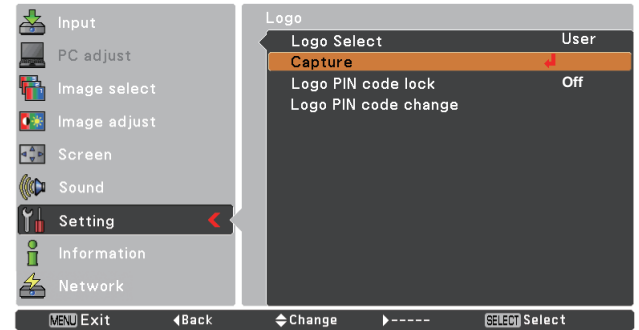 Input
PC adjust
Image select
Image adjust
Screen
Sound
Setting
Information
Network
Logo
Logo Select User
Capture
Logo PIN code lock Off
Logo PIN code change
MENU Exit Back Change ----- SELECT Select